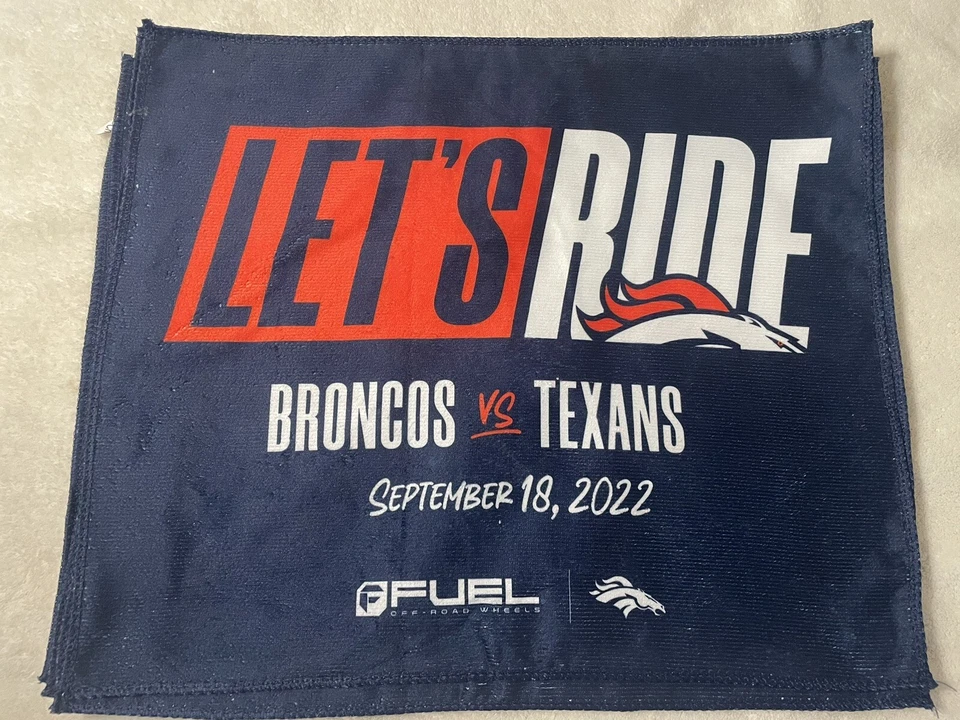 LET'S RIDE
BRONCOS VS TEXANS
SEPTEMBER 18, 2022
FUEL
OFF-ROAD WHEELS